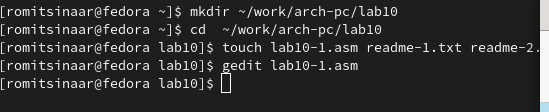 [romitsinaar@fedora ~]$ mkdir ~/work/arch-pc/lab10
[romitsinaar@fedora ~]$ cd  ~/work/arch-pc/lab10
[romitsinaar@fedora lab10]$ touch lab10-1.asm readme-1.txt readme-2.
[romitsinaar@fedora lab10]$ gedit lab10-1.asm
[romitsinaar@fedora lab10]$